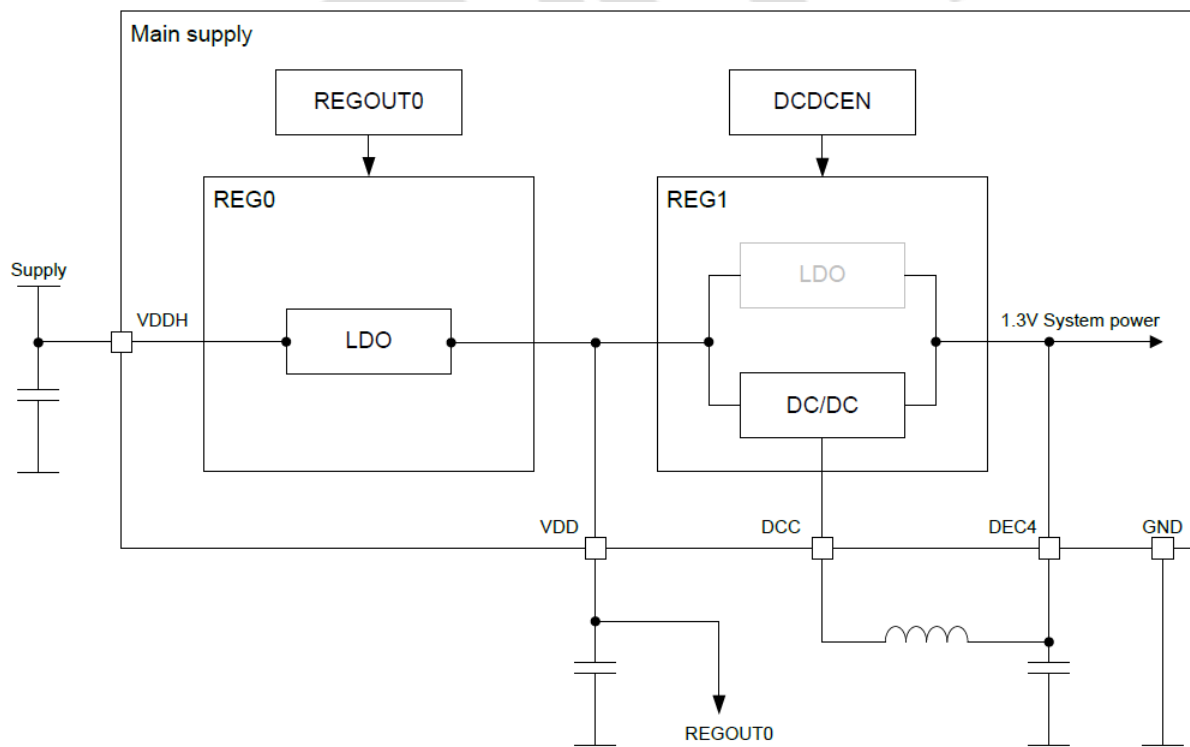 Main supply
REGOUT0
DCDCEN
REG0
REG1
Supply
VDDH
LDO
LDO
1.3V System power
DC/DC
VDD
DCC
DEC4
GND
REGOUT0